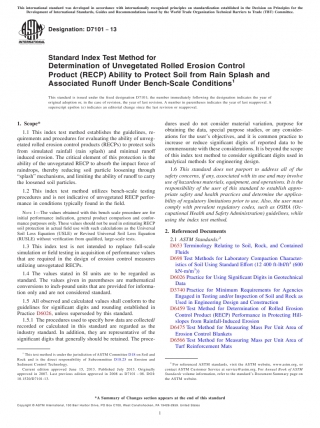 This international standard was developed in accordance with internationally recognized principles on standardization established in the Decision on Principles for the
Development of International Standards, Guides and Recommendations issued by the World Trade Organization Technical Barriers to Trade (TBT) Committee.
Designation: D7101 − 13
Standard Index Test Method for
Determination of Unvegetated Rolled Erosion Control
Product (RECP) Ability to Protect Soil from Rain Splash and
Associated Runoff Under Bench-Scale Conditions1
This standard is issued under the fixed designation D7101; the number immediately following the designation indicates the year of
original adoption or, in the case of revision, the year of last revision. A number in parentheses indicates the year of last reapproval. A
superscript epsilon (ε) indicates an editorial change since the last revision or reapproval.
1. Scope*
1.1 This index test method establishes the guidelines, re-
quirements and procedures for evaluating the ability of unveg-
etated rolled erosion control products (RECPs) to protect soils
from simulated rainfall (rain splash) and minimal runoff
induced erosion. The critical element of this protection is the
ability of the unvegetated RECP to absorb the impact force of
raindrops, thereby reducing soil particle loosening through
“splash” mechanisms, and limiting the ability of runoff to carry
the loosened soil particles.
1.2 This index test method utilizes bench-scale testing
procedures and is not indicative of unvegetated RECP perfor-
mance in conditions typically found in the field.
NOTE 1—The values obtained with this bench-scale procedure are for
initial performance indication, general product comparison and confor-
mance purposes only. These values should not be used in estimating RECP
soil protection in actual field use with such calculations as the Universal
Soil Loss Equation (USLE) or Revised Universal Soil Loss Equation
(RUSLE) without verification from qualified, large-scale tests.
1.3 This index test is not intended to replace full-scale
simulation or field testing in acquisition of performance values
that are required in the design of erosion control measures
utilizing unvegetated RECPs.
1.4 The values stated in SI units are to be regarded as
standard. The values given in parentheses are mathematical
conversions to inch-pound units that are provided for informa-
tion only and are not considered standard.
1.5 All observed and calculated values shall conform to the
guidelines for significant digits and rounding established in
Practice D6026, unless superseded by this standard.
1.5.1 The procedures used to specify how data are collected/
recorded or calculated in this standard are regarded as the
industry standard. In addition, they are representative of the
significant digits that generally should be retained. The proce-
dures used do not consider material variation, purpose for
obtaining the data, special purpose studies, or any consider-
ations for the user’s objectives, and it is common practice to
increase or reduce significant digits of reported data to be
commensurate with these considerations. It is beyond the scope
of this index test method to consider significant digits used in
analytical methods for engineering design.
1.6 This standard does not purport to address all of the
safety concerns, if any, associated with its use and may involve
use of hazardous materials, equipment, and operations. It is the
responsibility of the user of this standard to establish appro-
priate safety and health practices and determine the applica-
bility of regulatory limitations prior to use. Also, the user must
comply with prevalent regulatory codes, such as OSHA (Oc-
cupational Health and Safety Administration) guidelines, while
using the test method.
2. Referenced Documents
2.1 ASTM Standards:2
D653 Terminology Relating to Soil, Rock, and Contained
Fluids
D698 Test Methods for Laboratory Compaction Character-
istics of Soil Using Standard Effort (12 400 ft-lbf/ft3 (600
kN-m/m3))
D6026 Practice for Using Significant Digits in Geotechnical
Data
D3740 Practice for Minimum Requirements for Agencies
Engaged in Testing and/or Inspection of Soil and Rock as
Used in Engineering Design and Construction
D6459 Test Method for Determination of Rolled Erosion
Control Product (RECP) Performance in Protecting Hill-
slopes from Rainfall-Induced Erosion
D6475 Test Method for Measuring Mass Per Unit Area of
Erosion Control Blankets
D6566 Test Method for Measuring Mass Per Unit Area of
Turf Reinforcement Mats
1 This test method is under the jurisdiction of ASTM Committee D18 on Soil and
Rock and is the direct responsibility of Subcommittee D18.25 on Erosion and
Sediment Control Technology.
Current edition approved June 15, 2013. Published July 2013. Originally
approved in 2007. Last previous edition approved in 2008 as D7101 – 08. DOI:
10.1520/D7101-13.
2 For referenced ASTM standards, visit the ASTM website, www.astm.org, or
contact ASTM Customer Service at service@astm.org. For Annual Book of ASTM
Standards volume information, refer to the standard’s Document Summary page on
the ASTM website.
*A Summary of Changes section appears at the end of this standard
Copyright © ASTM International, 100 Barr Harbor Drive, PO Box C700, West Conshohocken, PA 19428-2959. United States
1